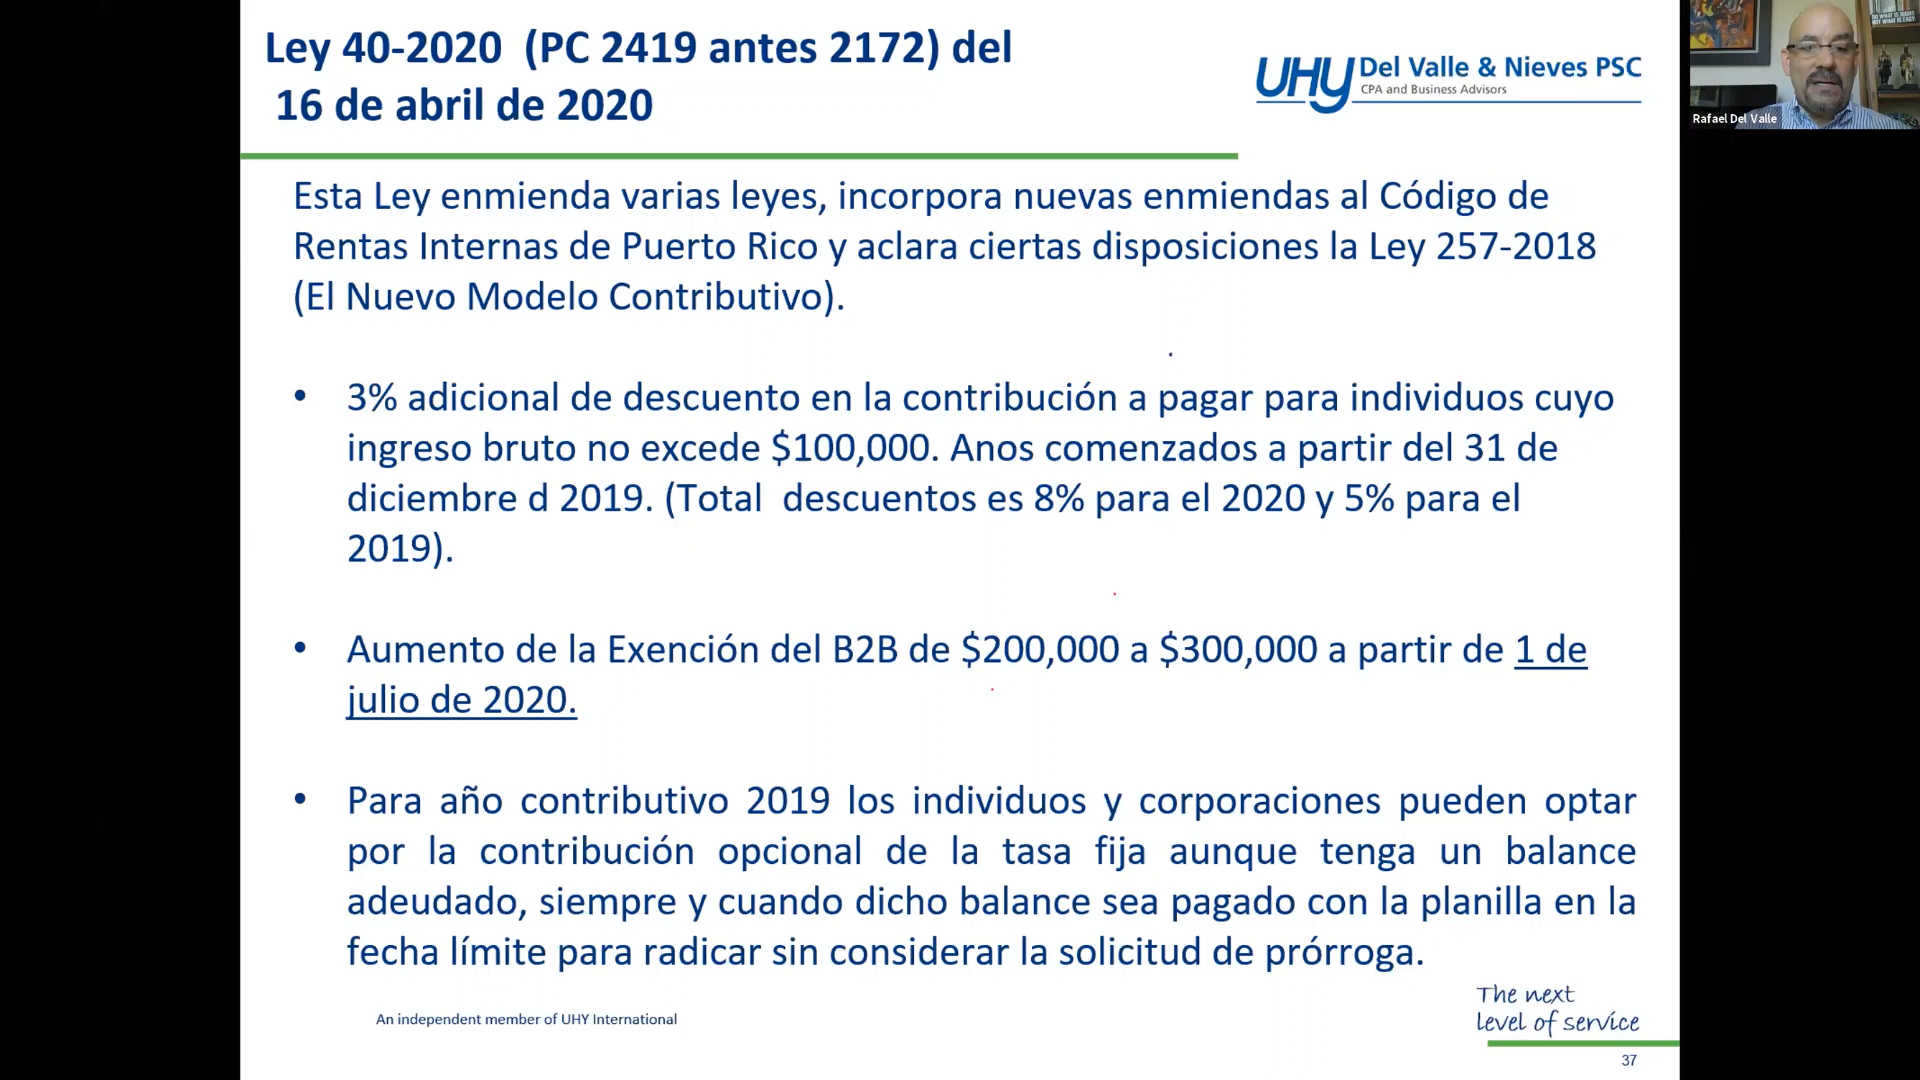 Ley 40-2020  (PC 2419 antes 2172) del
16 de abril de 2020
UHY Del Valle & Nieves PSC
CPA and Business Advisors
Rafael Del Valle
Esta Ley enmienda varias leyes, incorpora nuevas enmiendas al Código de
Rentas Internas de Puerto Rico y aclara ciertas disposiciones la Ley 257-2018
(El Nuevo Modelo Contributivo).
• 3% adicional de descuento en la contribución a pagar para individuos cuyo
ingreso bruto no excede $100,000. Anos comenzados a partir del 31 de
diciembre d 2019. (Total  descuentos es 8% para el 2020 y 5% para el
2019).
• Aumento de la Exención del B2B de $200,000 a $300,000 a partir de 1 de
julio de 2020.
• Para año contributivo 2019 los individuos y corporaciones pueden optar
por la contribución opcional de la tasa fija aunque tenga un balance
adeudado, siempre y cuando dicho balance sea pagado con la planilla en la
fecha límite para radicar sin considerar la solicitud de prórroga.
The next
level of service
An independent member of UHY International
37